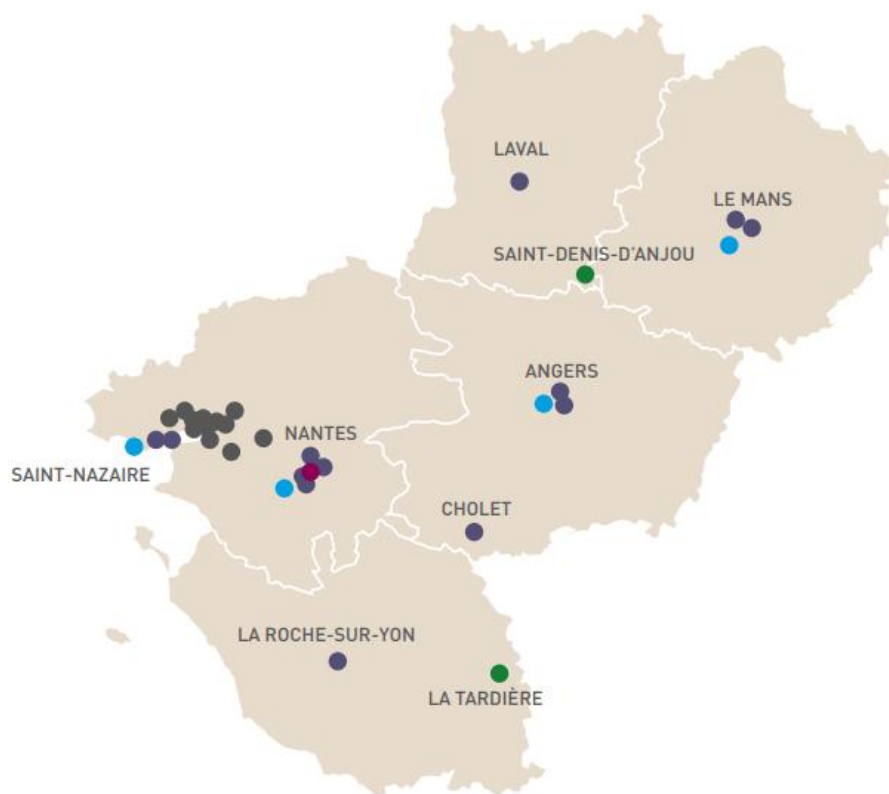 LAVAL
LE MANS
SAINT-DENIS-D'ANJOU
ANGERS
NANTES
SAINT-NAZAIRE
CHOLET
LA ROCHE-SUR-YON
LA TARDIÈRE